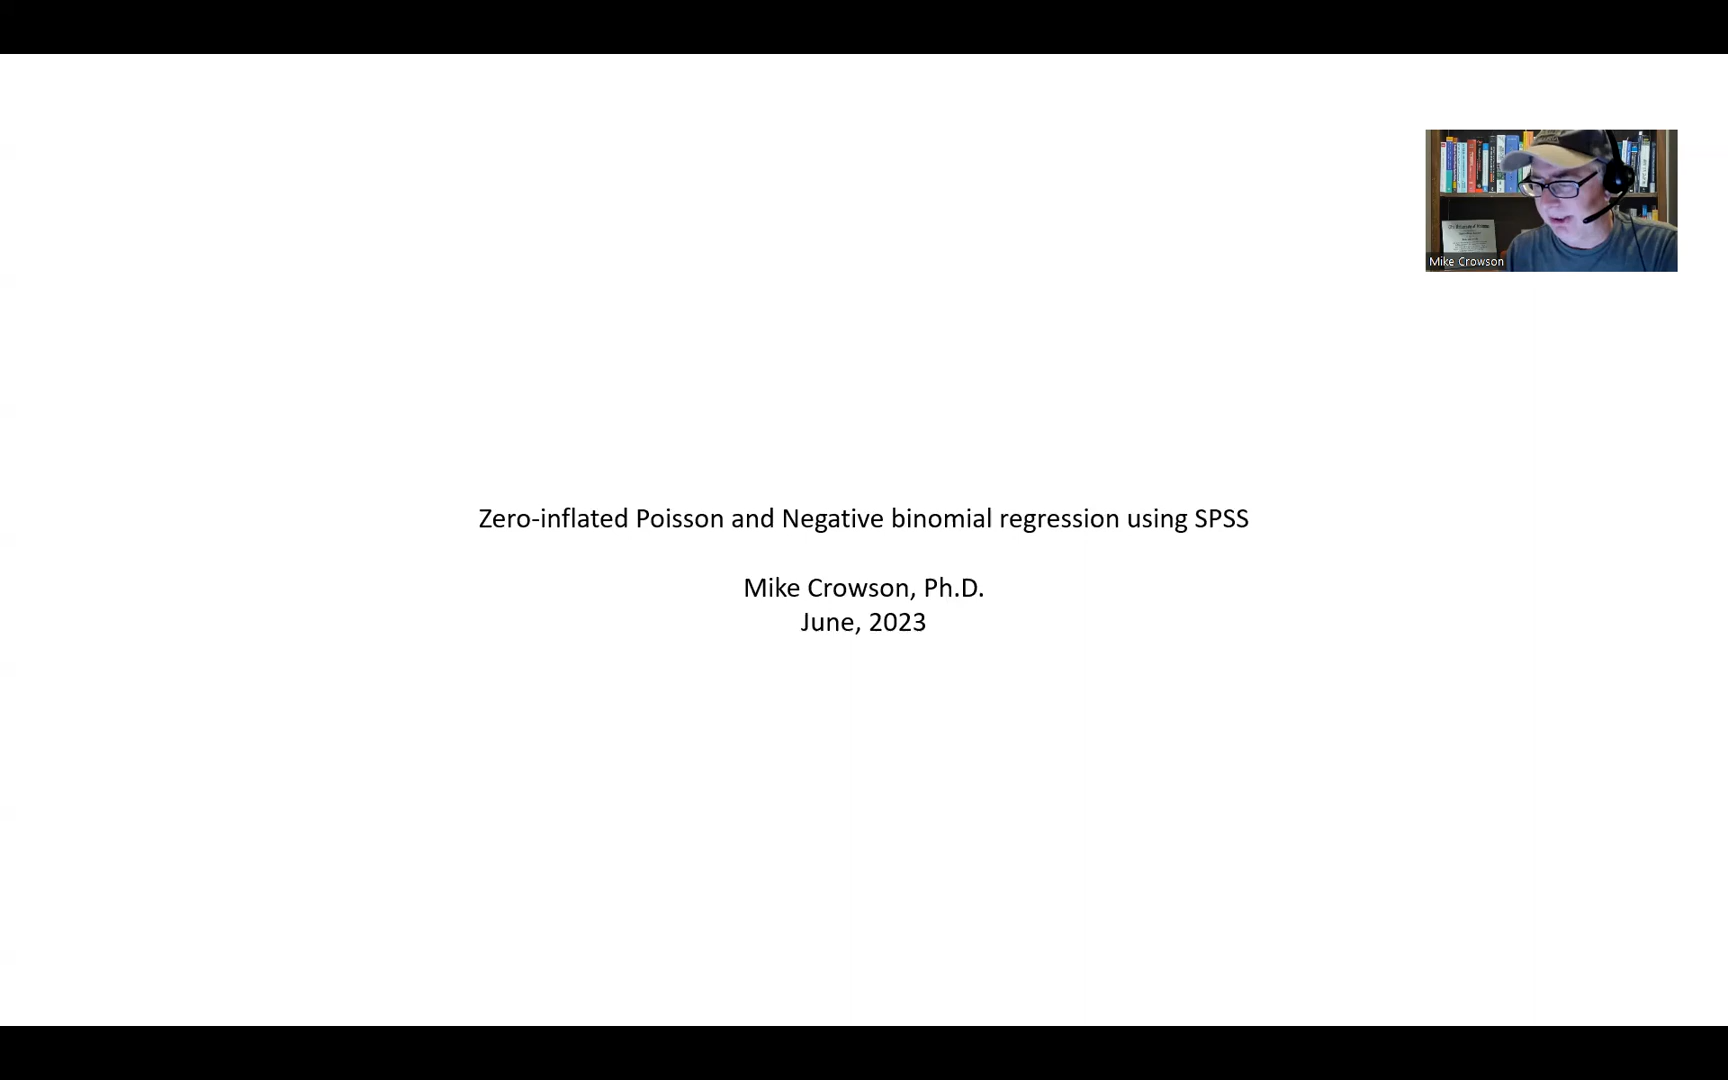 Mike Crowson
Zero-inflated Poisson and Negative binomial regression using SPSS
Mike Crowson, Ph.D.
June, 2023